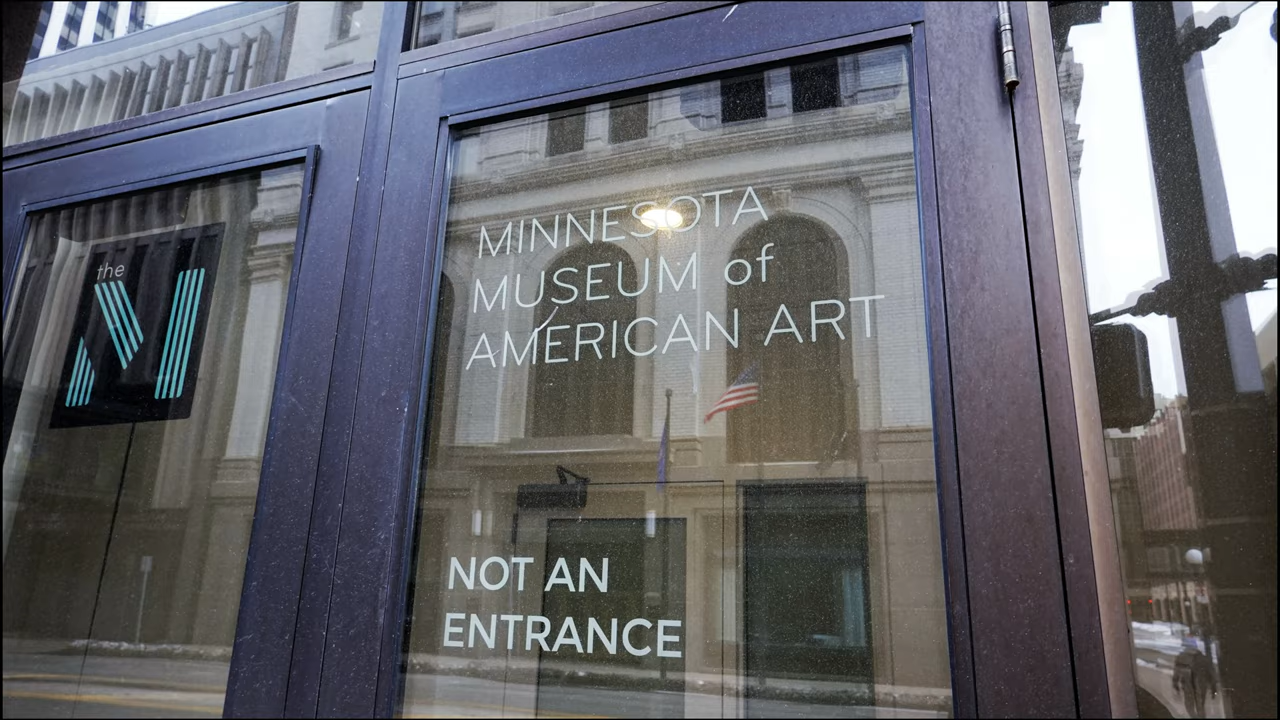 the
M
MINNESOTA
MUSEUM of
AMERICAN ART
NOT AN
ENTRANCE